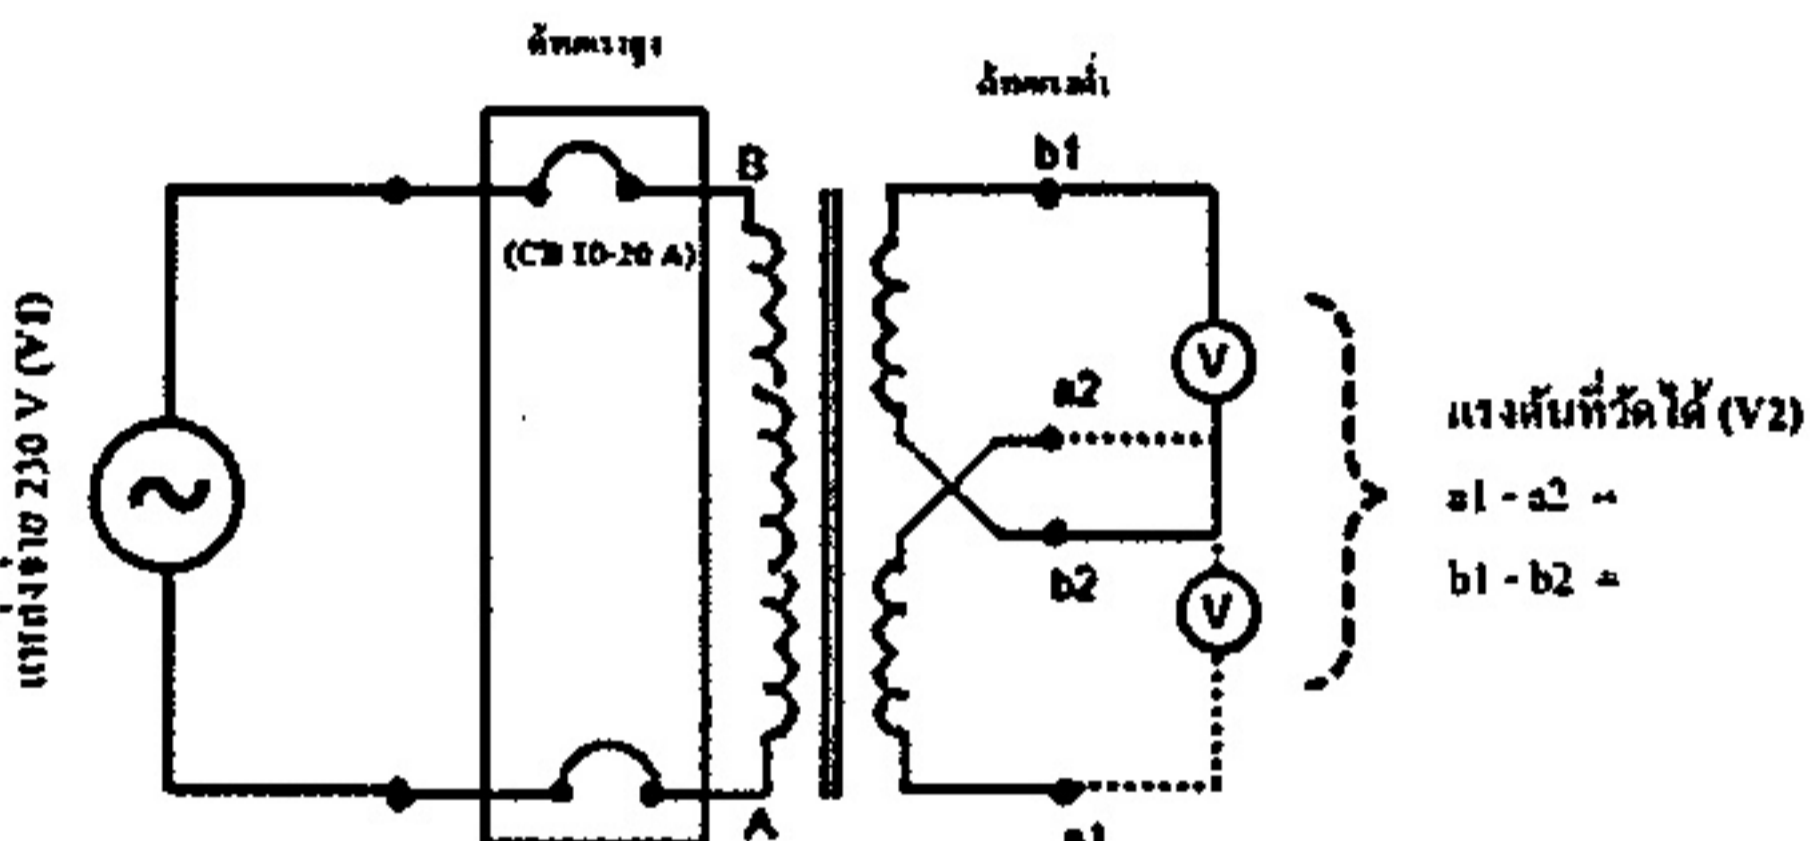 ด้านแรงสูง
ด้านแรงต่ำ
b1
B
(CB 10-20 A)
แหล่งจ่าย 230 V (V1)
V
a2
แรงดันที่วัดได้ (V2)
a1 - a2 =
b2
b1 - b2 =
V
A
a1